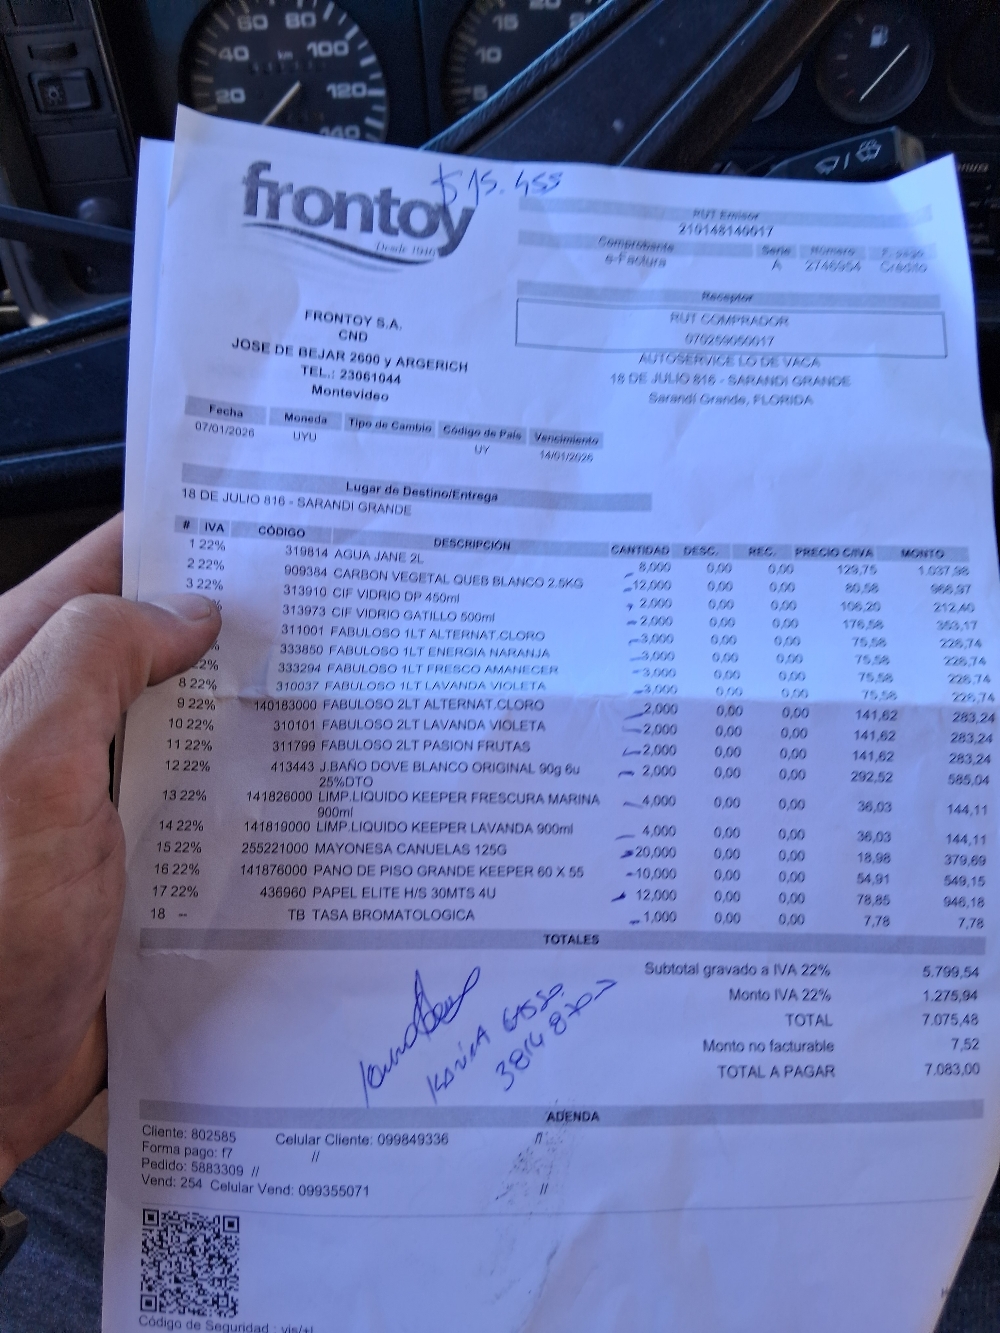 60 80
40 km 100
20 120
140
15 20
10
5
$15.455
frontoy
Desde 1910
RUT Emisor
210148140017
Comprobante Serie Número F. pago
e-Factura A 2746954 Crédito
Receptor
RUT COMPRADOR
AUTOSERVICE LO DE VACA
18 DE JULIO 816 - SARANDI GRANDE
Sarandí Grande, FLORIDA
FRONTOY S.A.
CND
JOSE DE BEJAR 2600 y ARGERICH
TEL.: 23061044
Montevideo
Fecha Moneda Tipo de Cambio Código de País Vencimiento
07/01/2026 UYU UY 14/01/2026
Lugar de Destino/Entrega
18 DE JULIO 816 - SARANDI GRANDE
# IVA CÓDIGO DESCRIPCIÓN CANTIDAD DESC. REC. PRECIO C/IVA MONTO
1 22% 319814 AGUA JANE 2L 8,000 0,00 0,00 129,75 1.037,98
2 22% 909384 CARBON VEGETAL QUEB BLANCO 2.5KG 12,000 0,00 0,00 80,58 966,97
3 22% 313910 CIF VIDRIO DP 450ml 2,000 0,00 0,00 106,20 212,40
313973 CIF VIDRIO GATILLO 500ml 2,000 0,00 0,00 176,58 353,17
311001 FABULOSO 1LT ALTERNAT.CLORO 3,000 0,00 0,00 75,58 226,74
333850 FABULOSO 1LT ENERGIA NARANJA 3,000 0,00 0,00 75,58 226,74
22% 333294 FABULOSO 1LT FRESCO AMANECER 3,000 0,00 0,00 75,58 226,74
8 22% 310037 FABULOSO 1LT LAVANDA VIOLETA 3,000 0,00 0,00 75,58 226,74
9 22% 140183000 FABULOSO 2LT ALTERNAT.CLORO 2,000 0,00 0,00 141,62 283,24
10 22% 310101 FABULOSO 2LT LAVANDA VIOLETA 2,000 0,00 0,00 141,62 283,24
11 22% 311799 FABULOSO 2LT PASION FRUTAS 2,000 0,00 0,00 141,62 283,24
12 22% 413443 J.BAÑO DOVE BLANCO ORIGINAL 90g 6u 2,000 0,00 0,00 292,52 585,04
25%DTO
13 22% 141826000 LIMP.LIQUIDO KEEPER FRESCURA MARINA 4,000 0,00 0,00 36,03 144,11
900ml
14 22% 141819000 LIMP.LIQUIDO KEEPER LAVANDA 900ml 4,000 0,00 0,00 36,03 144,11
15 22% 255221000 MAYONESA CANUELAS 125G 20,000 0,00 0,00 18,98 379,69
16 22% 141876000 PANO DE PISO GRANDE KEEPER 60 X 55 10,000 0,00 0,00 54,91 549,15
17 22% 436960 PAPEL ELITE H/S 30MTS 4U 12,000 0,00 0,00 78,85 946,18
18 -- TB TASA BROMATOLOGICA 1,000 0,00 0,00 7,78 7,78
TOTALES
Subtotal gravado a IVA 22% 5.799,54
Monto IVA 22% 1.275,94
TOTAL 7.075,48
Monto no facturable 7,52
TOTAL A PAGAR 7.083,00
ADENDA
Cliente: 802585 Celular Cliente: 099849336 //
Forma pago: f7 //
Pedido: 5883309 //
Vend: 254 Celular Vend: 099355071 //
Código de Seguridad :